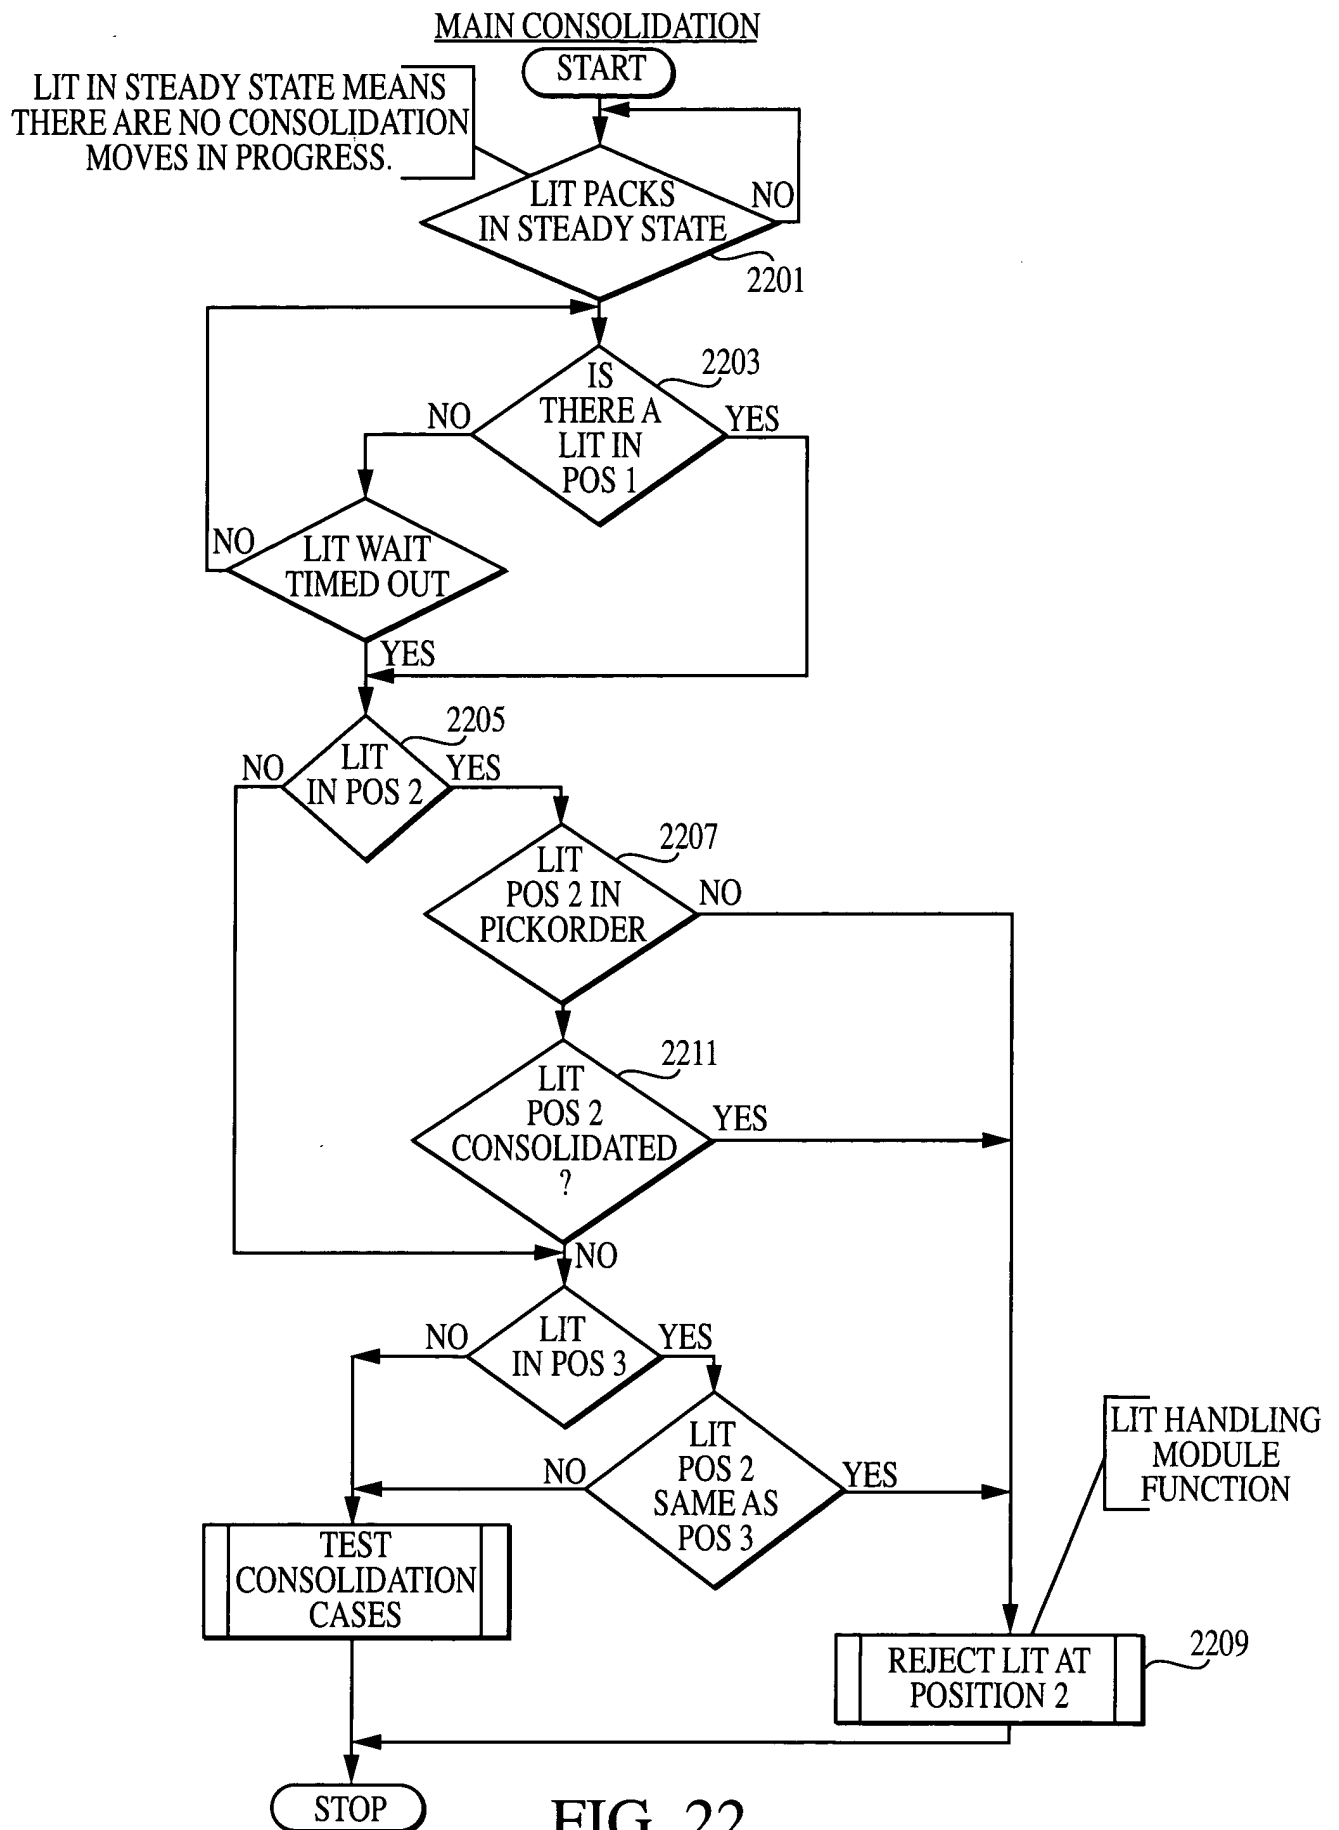 MAIN CONSOLIDATION
START
LIT IN STEADY STATE MEANS
THERE ARE NO CONSOLIDATION
MOVES IN PROGRESS.
LIT PACKS
IN STEADY STATE
NO
2201
2203
IS
THERE A
LIT IN
POS 1
NO
YES
NO
LIT WAIT
TIMED OUT
YES
2205
LIT
IN POS 2
NO
YES
2207
LIT
POS 2 IN
PICKORDER
NO
2211
LIT
POS 2
CONSOLIDATED
?
YES
NO
LIT
IN POS 3
NO
YES
LIT
POS 2
SAME AS
POS 3
NO
YES
LIT HANDLING
MODULE
FUNCTION
TEST
CONSOLIDATION
CASES
REJECT LIT AT
POSITION 2
2209
STOP
FIG. 22